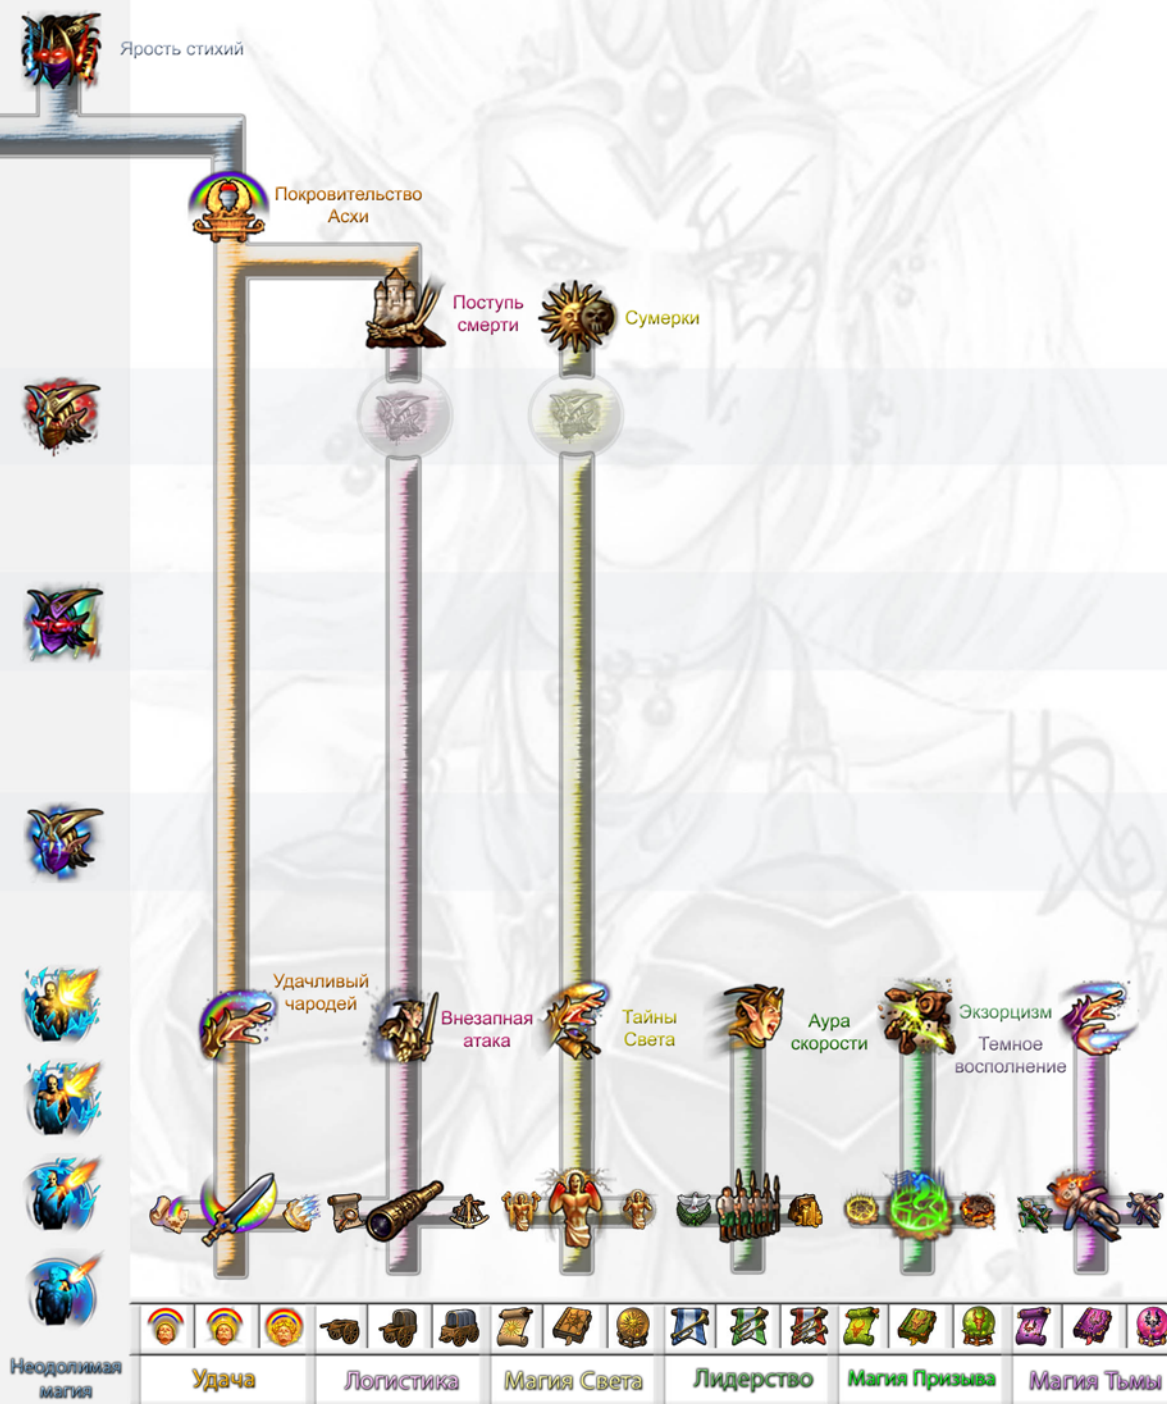 Ярость стихий
Покровительство
Асхи
Поступь
смерти
Сумерки
Удачливый
чародей
Внезапная
атака
Тайны
Света
Аура
скорости
Экзорцизм
Темное
восполнение
Неодолимая
магия
Удача
Логистика
Магия Света
Лидерство
Магия Призыва
Магия Тьмы